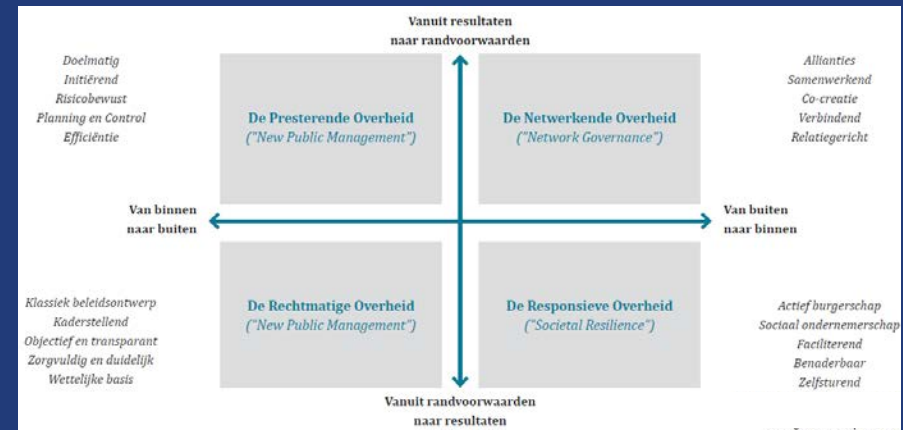 Vanuit resultaten
naar randvoorwaarden
Doelmatig
Initiërend
Risicobewust
Planning en Control
Efficiëntie
De Presterende Overheid
("New Public Management")
De Netwerkende Overheid
("Network Governance")
Allianties
Samenwerkend
Co-creatie
Verbindend
Relatiegericht
Van binnen
naar buiten
Van buiten
naar binnen
Klassiek beleidsontwerp
Kaderstellend
Objectief en transparant
Zorgvuldig en duidelijk
Wettelijke basis
De Rechtmatige Overheid
("New Public Management")
De Responsieve Overheid
("Societal Resilience")
Actief burgerschap
Sociaal ondernemerschap
Faciliterend
Benaderbaar
Zelfsturend
Vanuit randvoorwaarden
naar resultaten